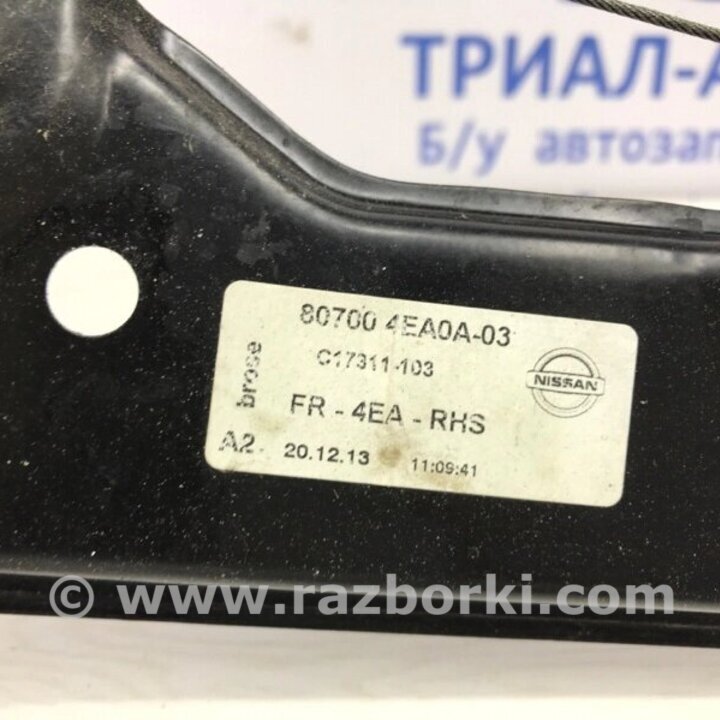 ТРИАЛ-А
Б/у автозап
80700 4EA0A-03
C17311-103
brose
NISSAN
FR - 4EA - RHS
A2. 20.12.13 11:09:41
© www.razborki.com